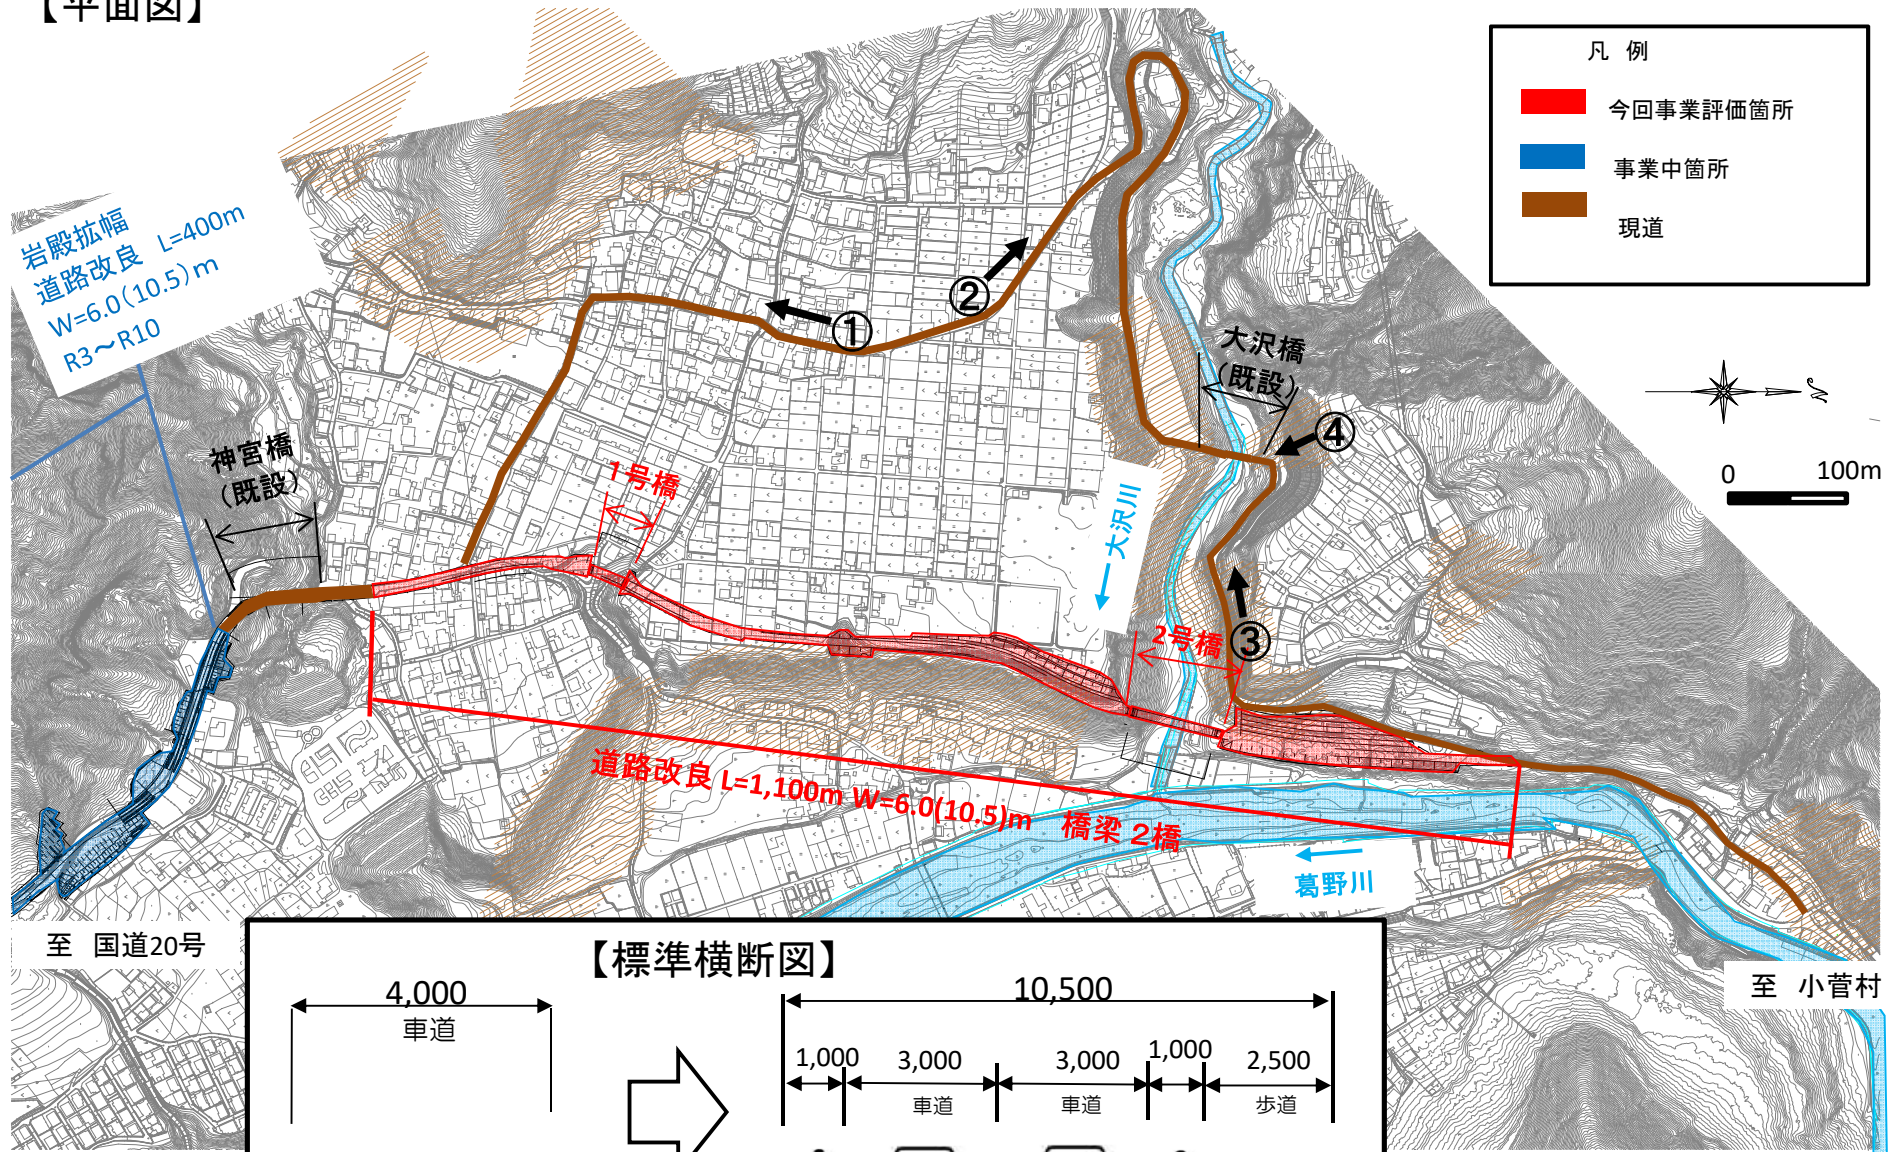 【平面図】
凡 例
今回事業評価箇所
事業中箇所
現道
岩殿拡幅
道路改良 L=400m
W=6.0(10.5)m
R3～R10
神宮橋
(既設)
1号橋
①
②
大沢橋
(既設)
④
③
大沢川
2号橋
0 100m
道路改良 L=1,100m W=6.0(10.5)m 橋梁 2橋
葛野川
至 国道20号
至 小菅村
【標準横断図】
4,000
車道
10,500
1,000 3,000 3,000 1,000 2,500
車道 車道 歩道